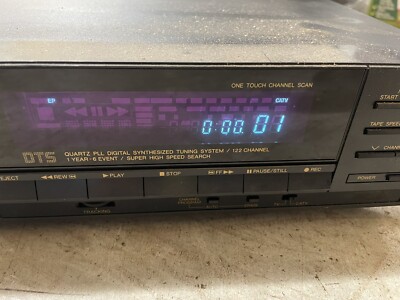 ONE TOUCH CHANNEL SCAN
EP
CATV
0:00. 01
START
TAPE SPEED
CHANN
POWER
DTS
QUARTZ PLL DIGITAL SYNTHESIZED TUNING SYSTEM / 122 CHANNEL
1 YEAR·6 EVENT / SUPER HIGH SPEED SEARCH
EJECT
◀◀REW
▶PLAY
■STOP
FF▶▶
❚❚PAUSE/STILL
●REC
TRACKING